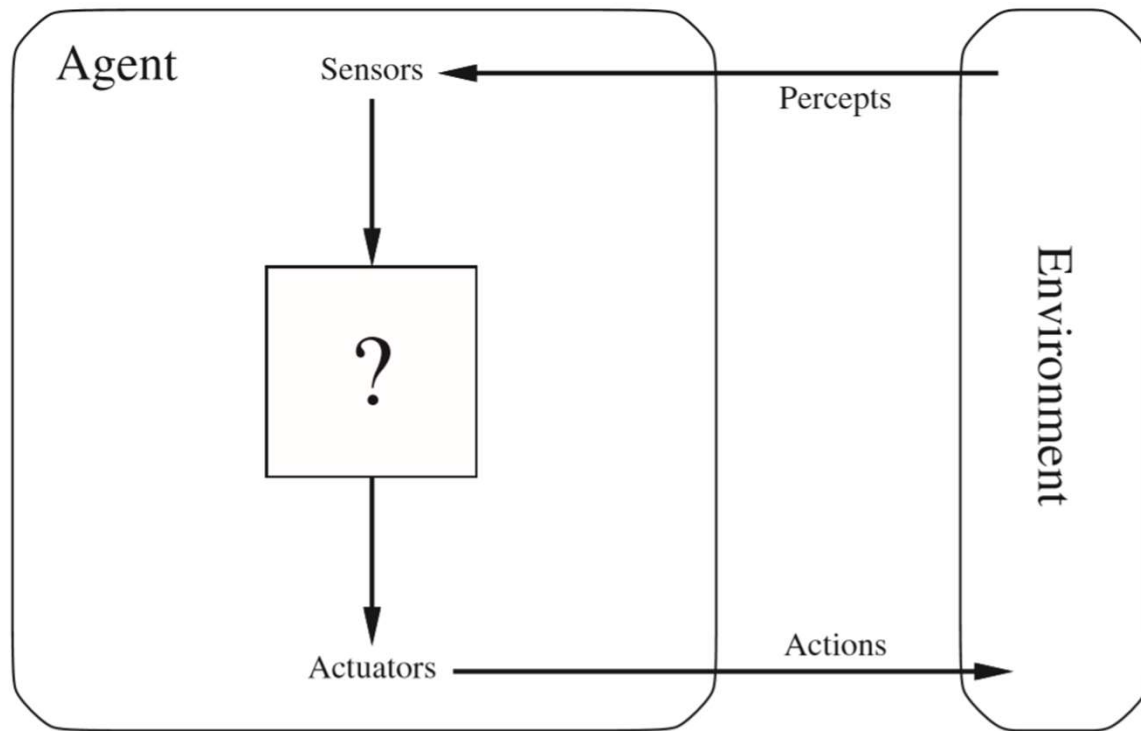 Agent
Sensors
Percepts
?
Environment
Actions
Actuators